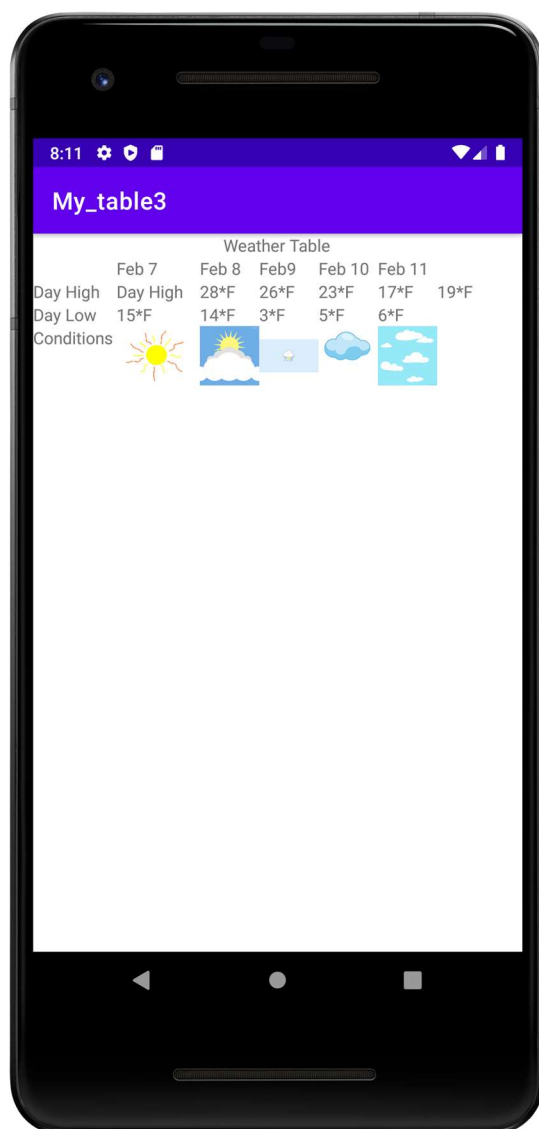 8:11
My_table3
Weather Table
Feb 7 Feb 8 Feb9 Feb 10 Feb 11
Day High Day High 28*F 26*F 23*F 17*F 19*F
Day Low 15*F 14*F 3*F 5*F 6*F
Conditions